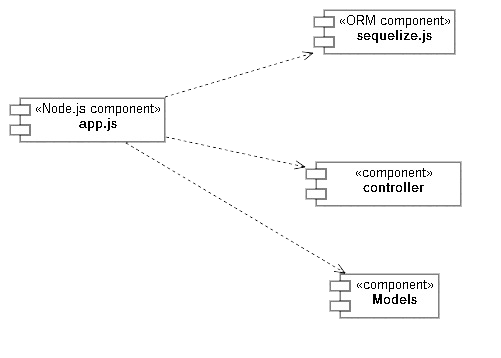 «ORM component»
sequelize.js
«Node.js component»
app.js
«component»
controller
«component»
Models